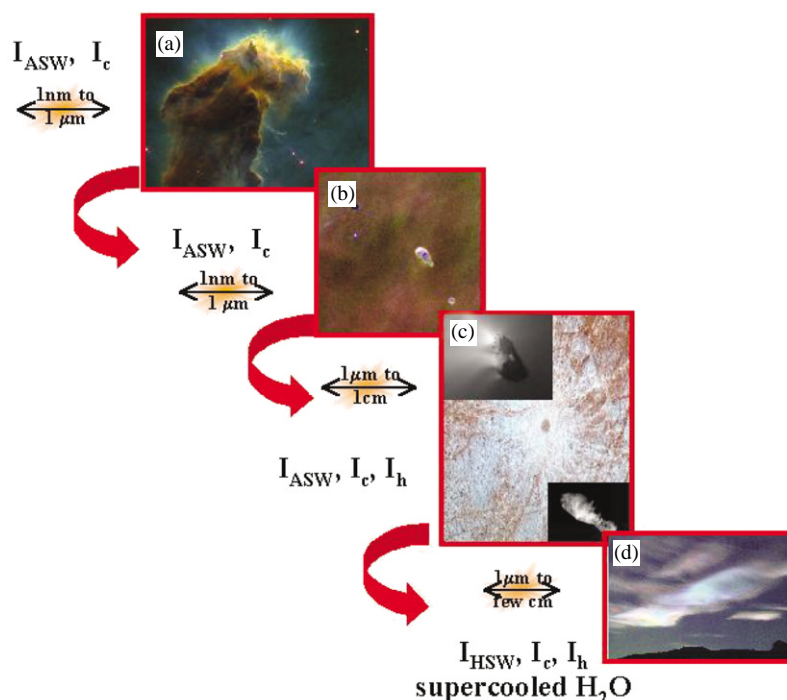 (a)
I_ASW, I_c
1nm to
1 μm
(b)
I_ASW, I_c
1nm to
1 μm
(c)
1μm to
1cm
I_ASW, I_c, I_h
(d)
1μm to
few cm
I_HSW, I_c, I_h
supercooled H₂O